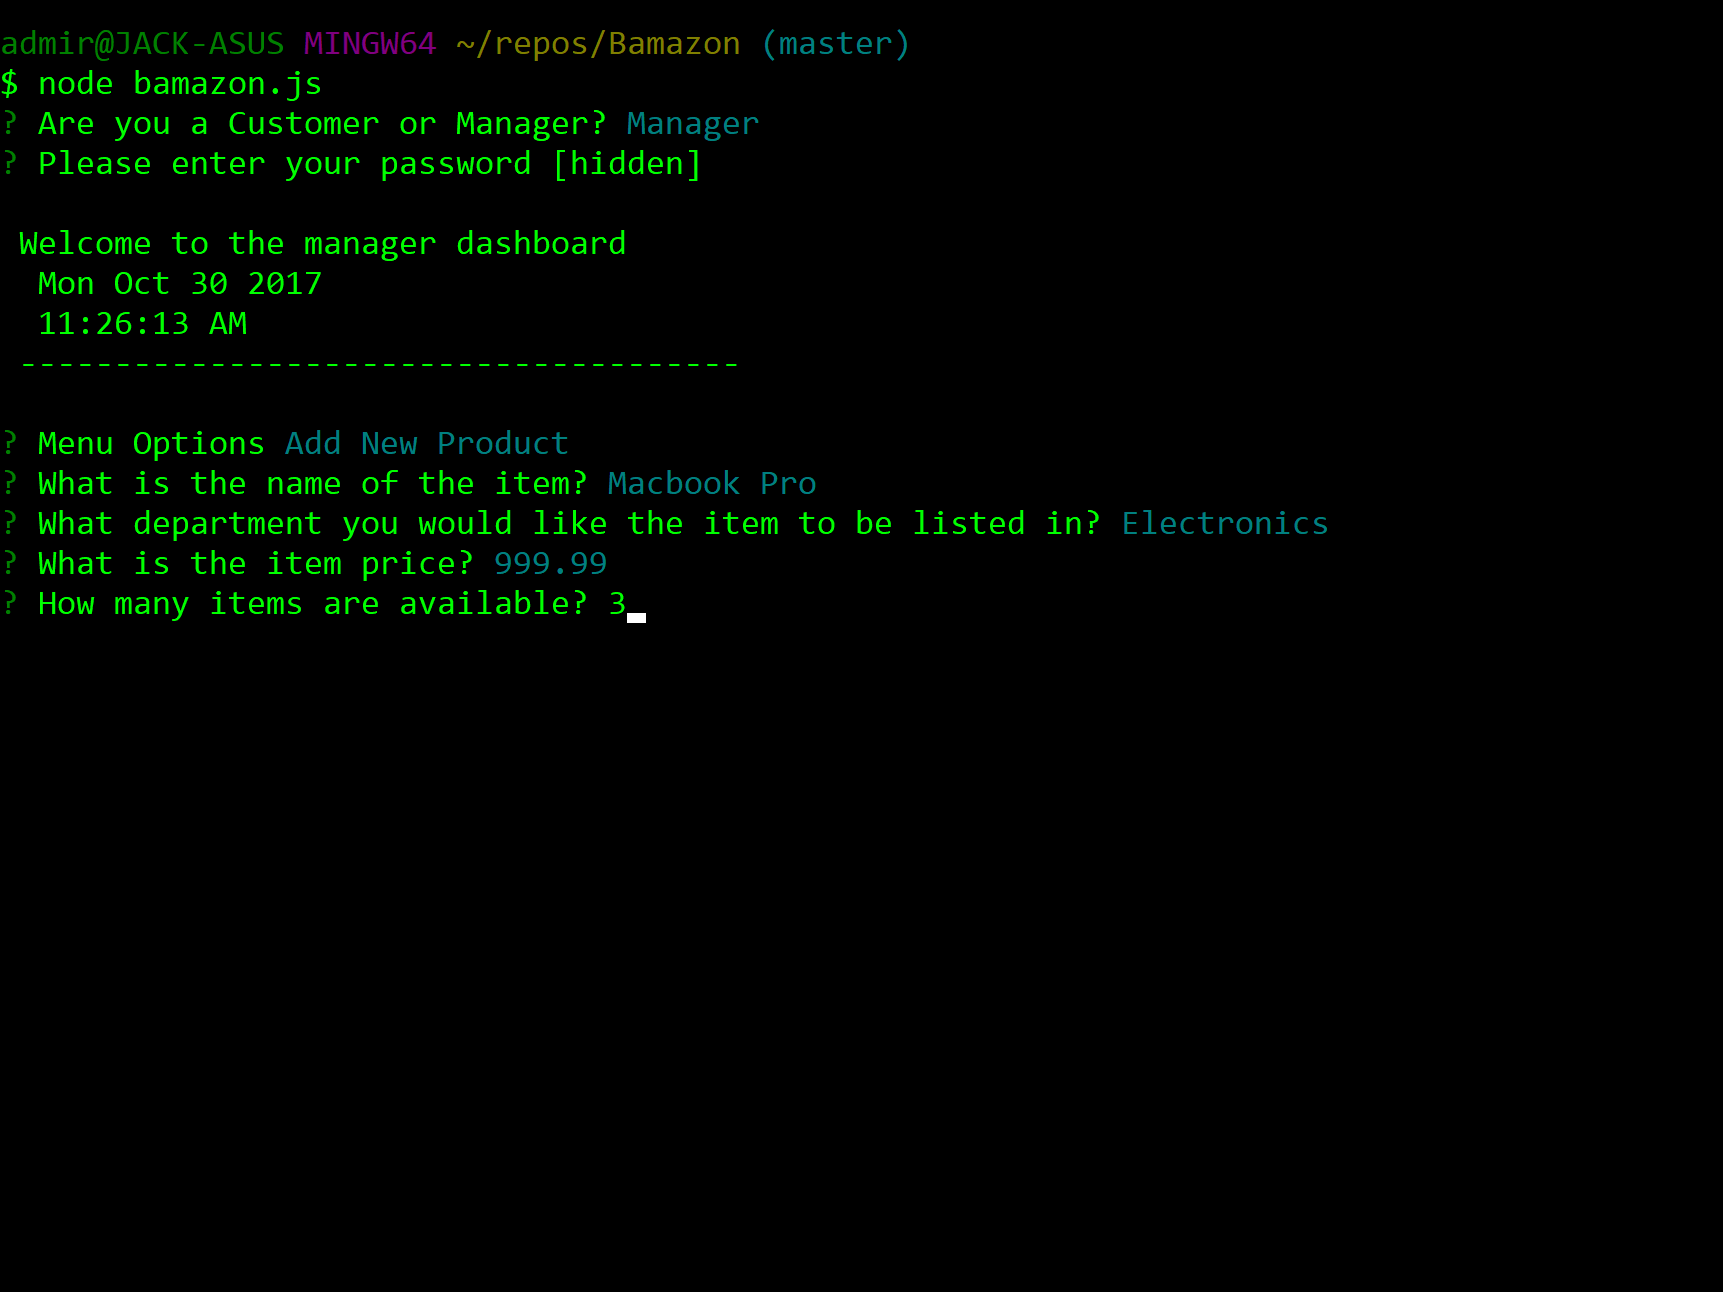 admir@JACK-ASUS MINGW64 ~/repos/Bamazon (master)
$ node bamazon.js
? Are you a Customer or Manager? Manager
? Please enter your password [hidden]
Welcome to the manager dashboard
Mon Oct 30 2017
11:26:13 AM
--------------------------------------
? Menu Options Add New Product
? What is the name of the item? Macbook Pro
? What department you would like the item to be listed in? Electronics
? What is the item price? 999.99
? How many items are available? 3